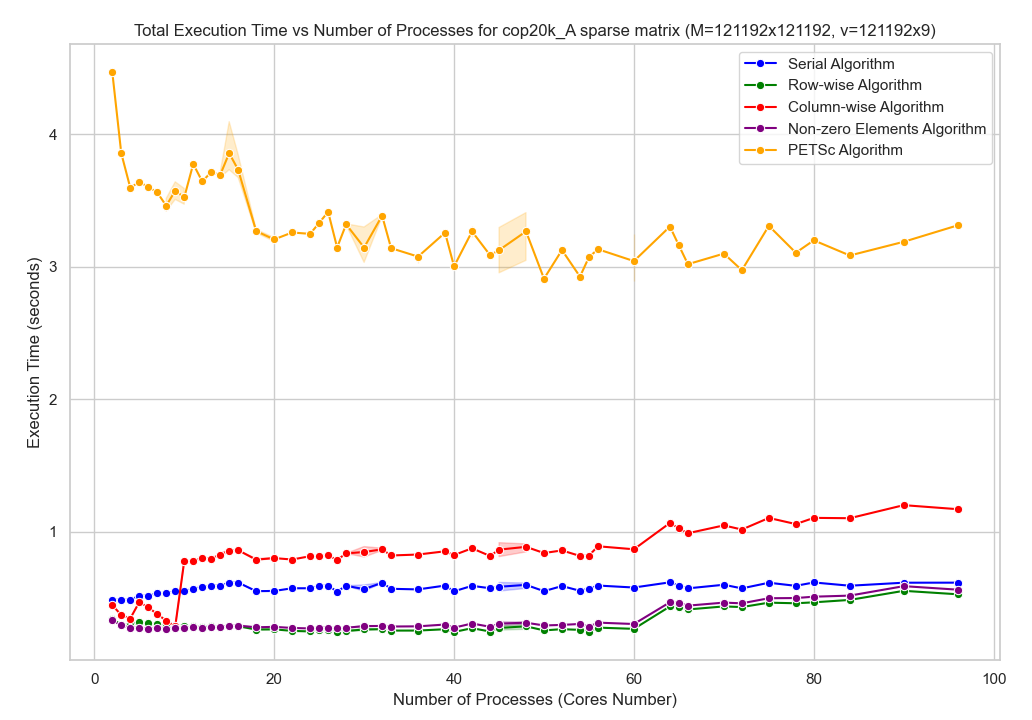 Total Execution Time vs Number of Processes for cop20k_A sparse matrix (M=121192x121192, v=121192x9)
Serial Algorithm
Row-wise Algorithm
Column-wise Algorithm
Non-zero Elements Algorithm
PETSc Algorithm
Execution Time (seconds)
4
3
2
1
0
20
40
60
80
100
Number of Processes (Cores Number)